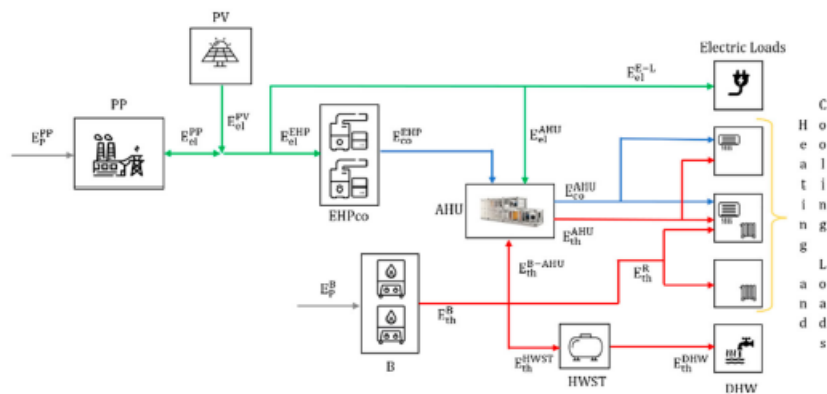 PV
Electric Loads
E_el^E-L
PP
E_P^PP
E_el^PP
E_el^PV
E_el^EHP
E_co^EHP
E_el^AHU
EHPco
AHU
E_co^AHU
E_th^AHU
E_th^B-AHU
E_th^R
E_P^B
E_th^B
B
E_th^HWST
HWST
E_th^DHW
DHW
Heating and
Cooling Loads